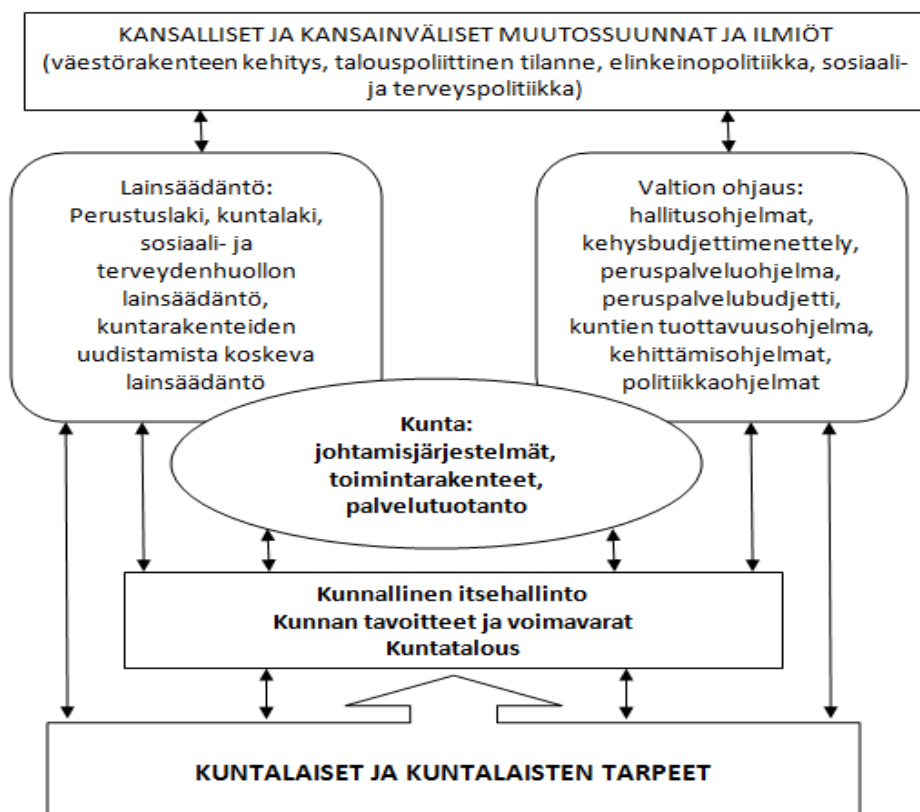 KANSALLISET JA KANSAINVÄLISET MUUTOSSUUNNAT JA ILMIÖT
(väestörakenteen kehitys, talouspoliittinen tilanne, elinkeinopolitiikka, sosiaali-
ja terveyspolitiikka)
Lainsäädäntö:
Perustuslaki, kuntalaki,
sosiaali- ja
terveydenhuollon
lainsäädäntö,
kuntarakenteiden
uudistamista koskeva
lainsäädäntö
Valtion ohjaus:
hallitusohjelmat,
kehysbudjettimenettely,
peruspalveluohjelma,
peruspalvelubudjetti,
kuntien tuottavuusohjelma,
kehittämisohjelmat,
politiikkaohjelmat
Kunta:
johtamisjärjestelmät,
toimintarakenteet,
palvelutuotanto
Kunnallinen itsehallinto
Kunnan tavoitteet ja voimavarat
Kuntatalous
KUNTALAISET JA KUNTALAISTEN TARPEET